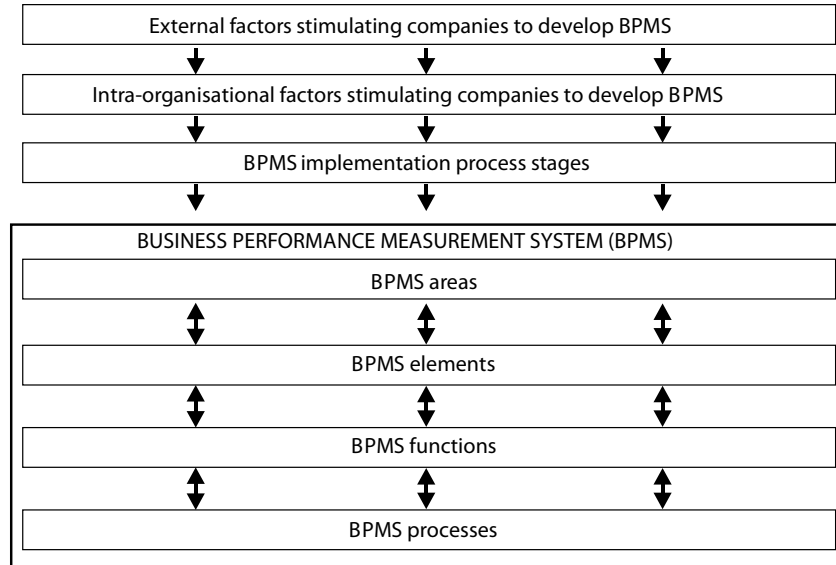 External factors stimulating companies to develop BPMS
Intra-organisational factors stimulating companies to develop BPMS
BPMS implementation process stages
BUSINESS PERFORMANCE MEASUREMENT SYSTEM (BPMS)
BPMS areas
BPMS elements
BPMS functions
BPMS processes